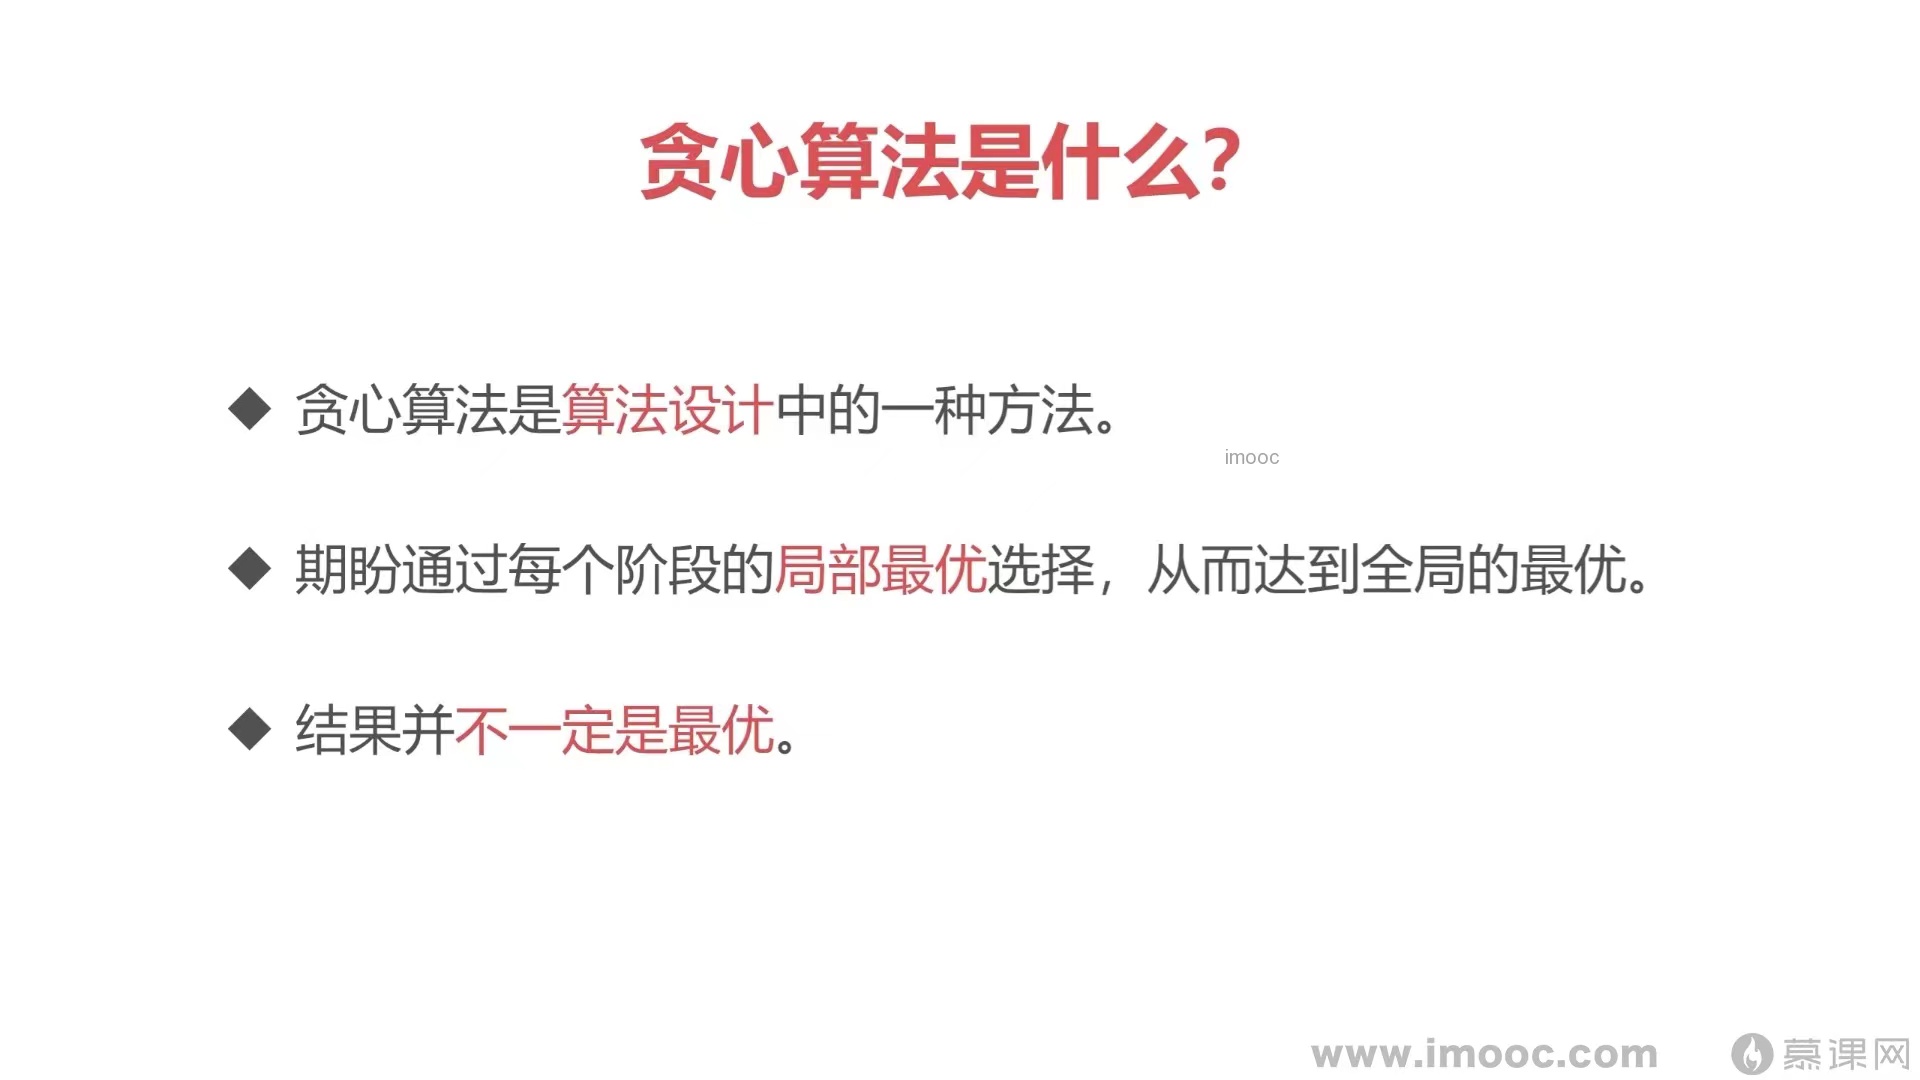 贪心算法是什么?
◆ 贪心算法是算法设计中的一种方法。
imooc
◆ 期盼通过每个阶段的局部最优选择，从而达到全局的最优。
◆ 结果并不一定是最优。
www.imooc.com 慕课网